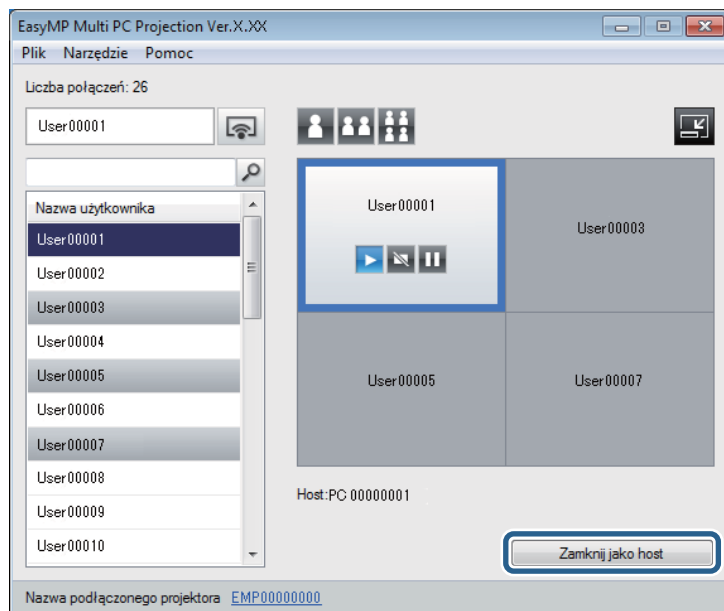 EasyMP Multi PC Projection Ver.X.XX
Plik Narzędzie Pomoc
Liczba połączeń: 26
User00001
Nazwa użytkownika
User00001
User00002
User00003
User00004
User00005
User00006
User00007
User00008
User00009
User00010
User00001
User00003
User00005
User00007
Host:PC 00000001
Zamknij jako host
Nazwa podłączonego projektora EMP00000000